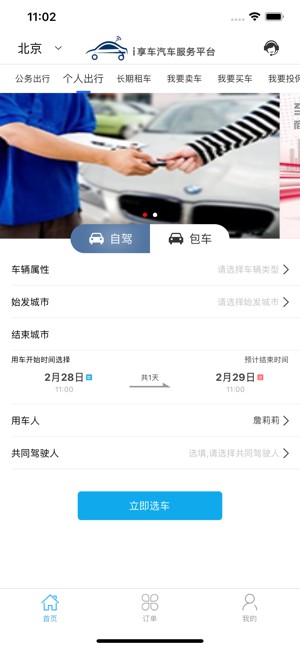 11:02
北京
i享车汽车服务平台
公务出行 个人出行 长期租车 我要卖车 我要买车 我要投保
自驾 包车
车辆属性 请选择车辆类型
始发城市 请选择始发城市
结束城市
用车开始时间选择 预计结束时间
2月28日 共1天 2月29日
11:00 11:00
用车人 詹莉莉
共同驾驶人 选填,请选择共同驾驶人
立即选车
首页 订单 我的